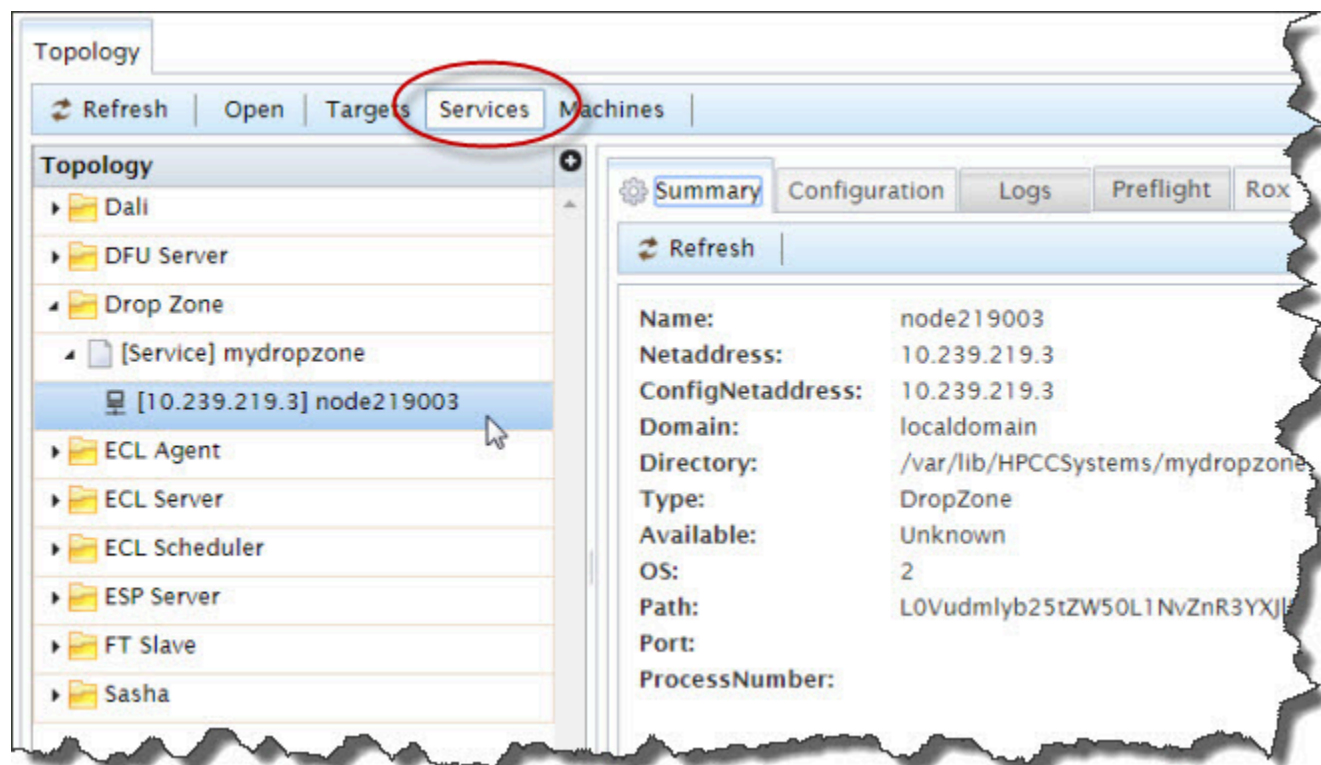 Topology
Refresh Open Targets Services Machines
Topology
Dali
DFU Server
Drop Zone
[Service] mydropzone
[10.239.219.3] node219003
ECL Agent
ECL Server
ECL Scheduler
ESP Server
FT Slave
Sasha
Summary Configuration Logs Preflight Rox
Refresh
Name: node219003
Netaddress: 10.239.219.3
ConfigNetaddress: 10.239.219.3
Domain: localdomain
Directory: /var/lib/HPCCSystems/mydropzone
Type: DropZone
Available: Unknown
OS: 2
Path:
Port:
ProcessNumber: